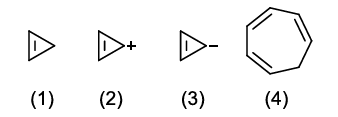 + −
(1) (2) (3) (4)